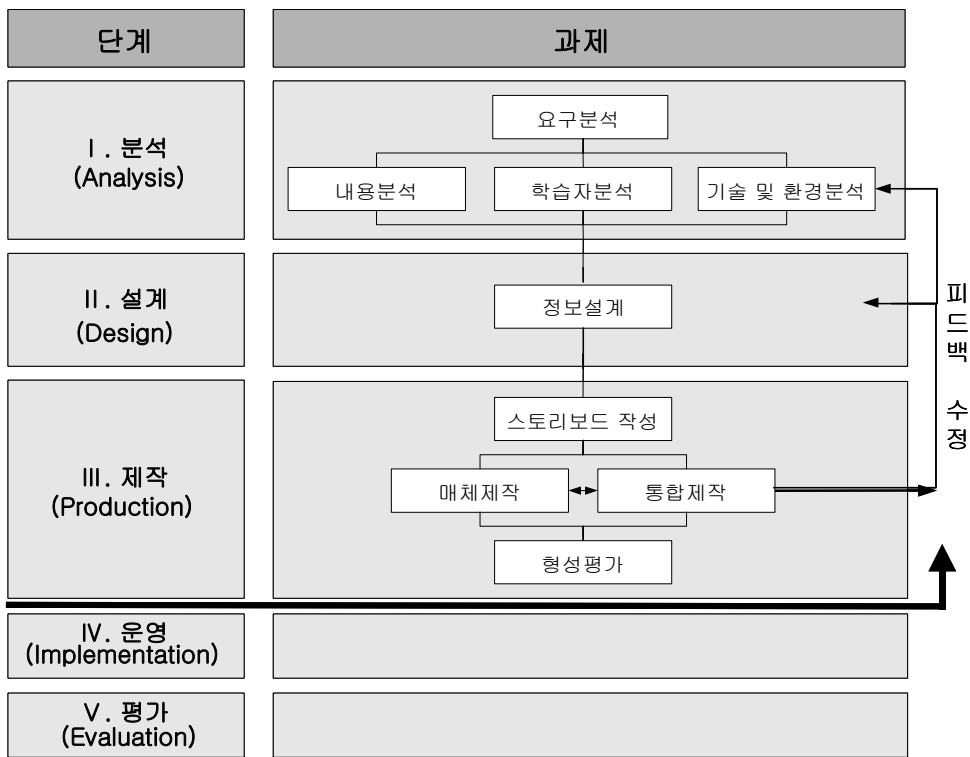 단계
과제
Ⅰ. 분석
(Analysis)
요구분석
내용분석
학습자분석
기술 및 환경분석
Ⅱ. 설계
(Design)
정보설계
피
드
백
수
정
Ⅲ. 제작
(Production)
스토리보드 작성
매체제작
통합제작
형성평가
Ⅳ. 운영
(Implementation)
Ⅴ. 평가
(Evaluation)